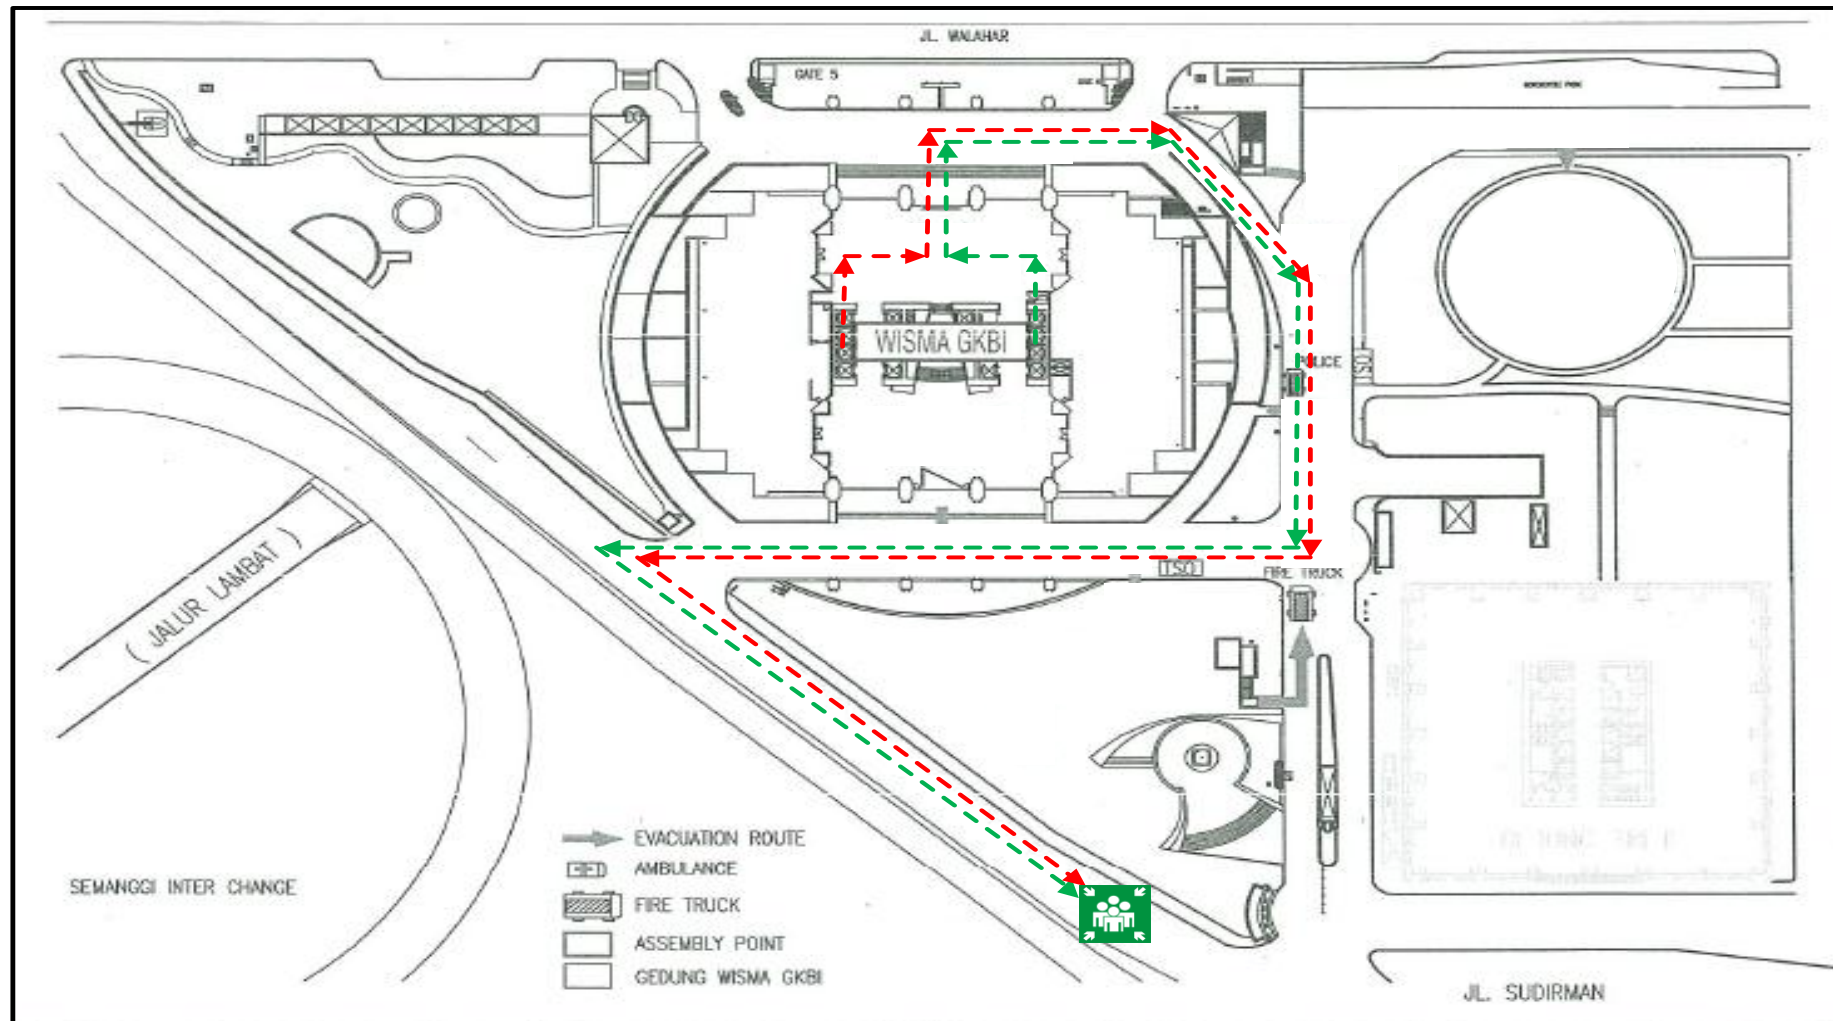 JL. WALAHAR
GATE 5
WISMA GKBI
POLICE
FIRE TRUCK
( JALUR LAMBAT )
EVACUATION ROUTE
AMBULANCE
FIRE TRUCK
ASSEMBLY POINT
GEDUNG WISMA GKBI
SEMANGGI INTER CHANGE
JL. SUDIRMAN